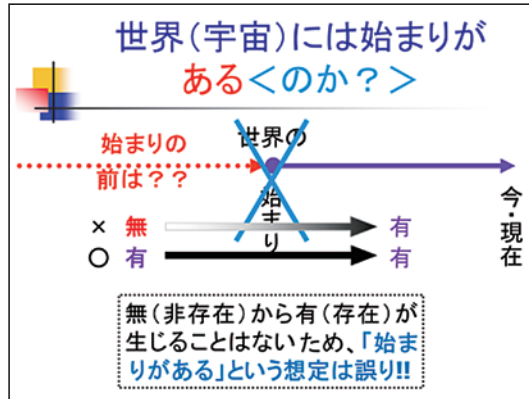 世界(宇宙)には始まりが
ある<のか？>
始まりの
前は？？
世界の
始まり
今・現在
× 無 有
○ 有 有
無(非存在)から有(存在)が
生じることはないため、「始ま
りがある」という想定は誤り!!